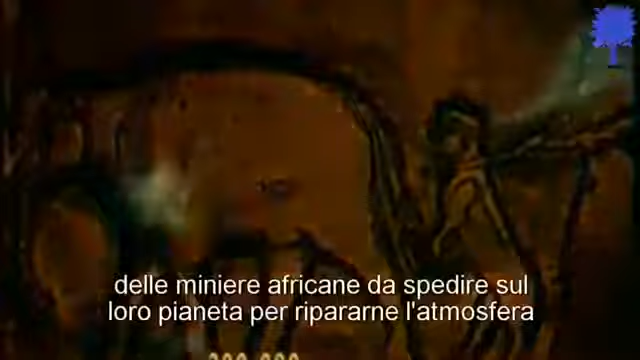 delle miniere africane da spedire sul
loro pianeta per ripararne l'atmosfera